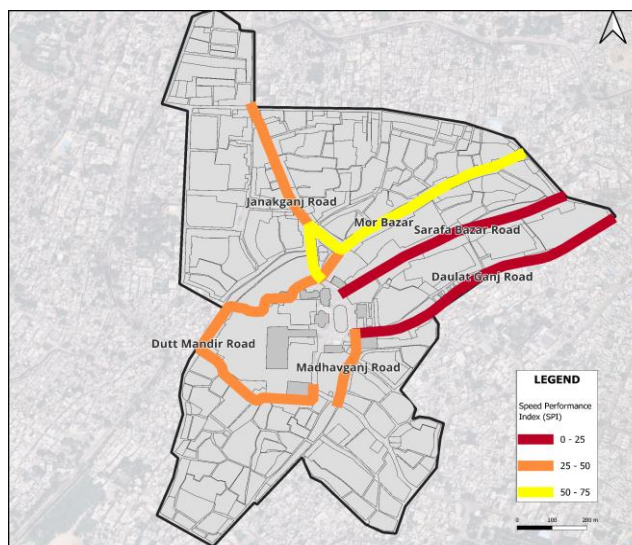 Janakganj Road
Mor Bazar
Sarafa Bazar Road
Daulat Ganj Road
Dutt Mandir Road
Madhavganj Road
LEGEND
Speed Performance
Index (SPI)
0 - 25
25 - 50
50 - 75
0 100 200 m